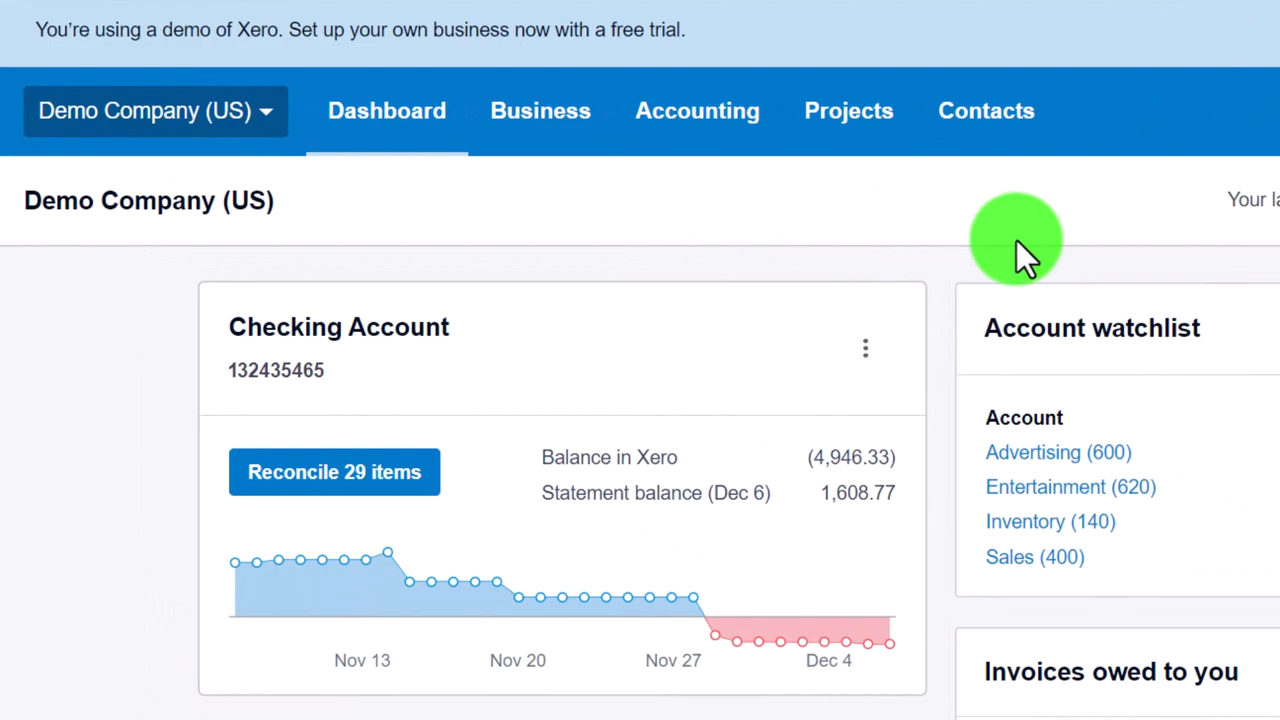 You're using a demo of Xero. Set up your own business now with a free trial.
Demo Company (US) Dashboard Business Accounting Projects Contacts
Demo Company (US)
Your
Checking Account
132435465
Reconcile 29 items
Balance in Xero (4,946.33)
Statement balance (Dec 6) 1,608.77
Nov 13 Nov 20 Nov 27 Dec 4
Account watchlist
Account
Advertising (600)
Entertainment (620)
Inventory (140)
Sales (400)
Invoices owed to you